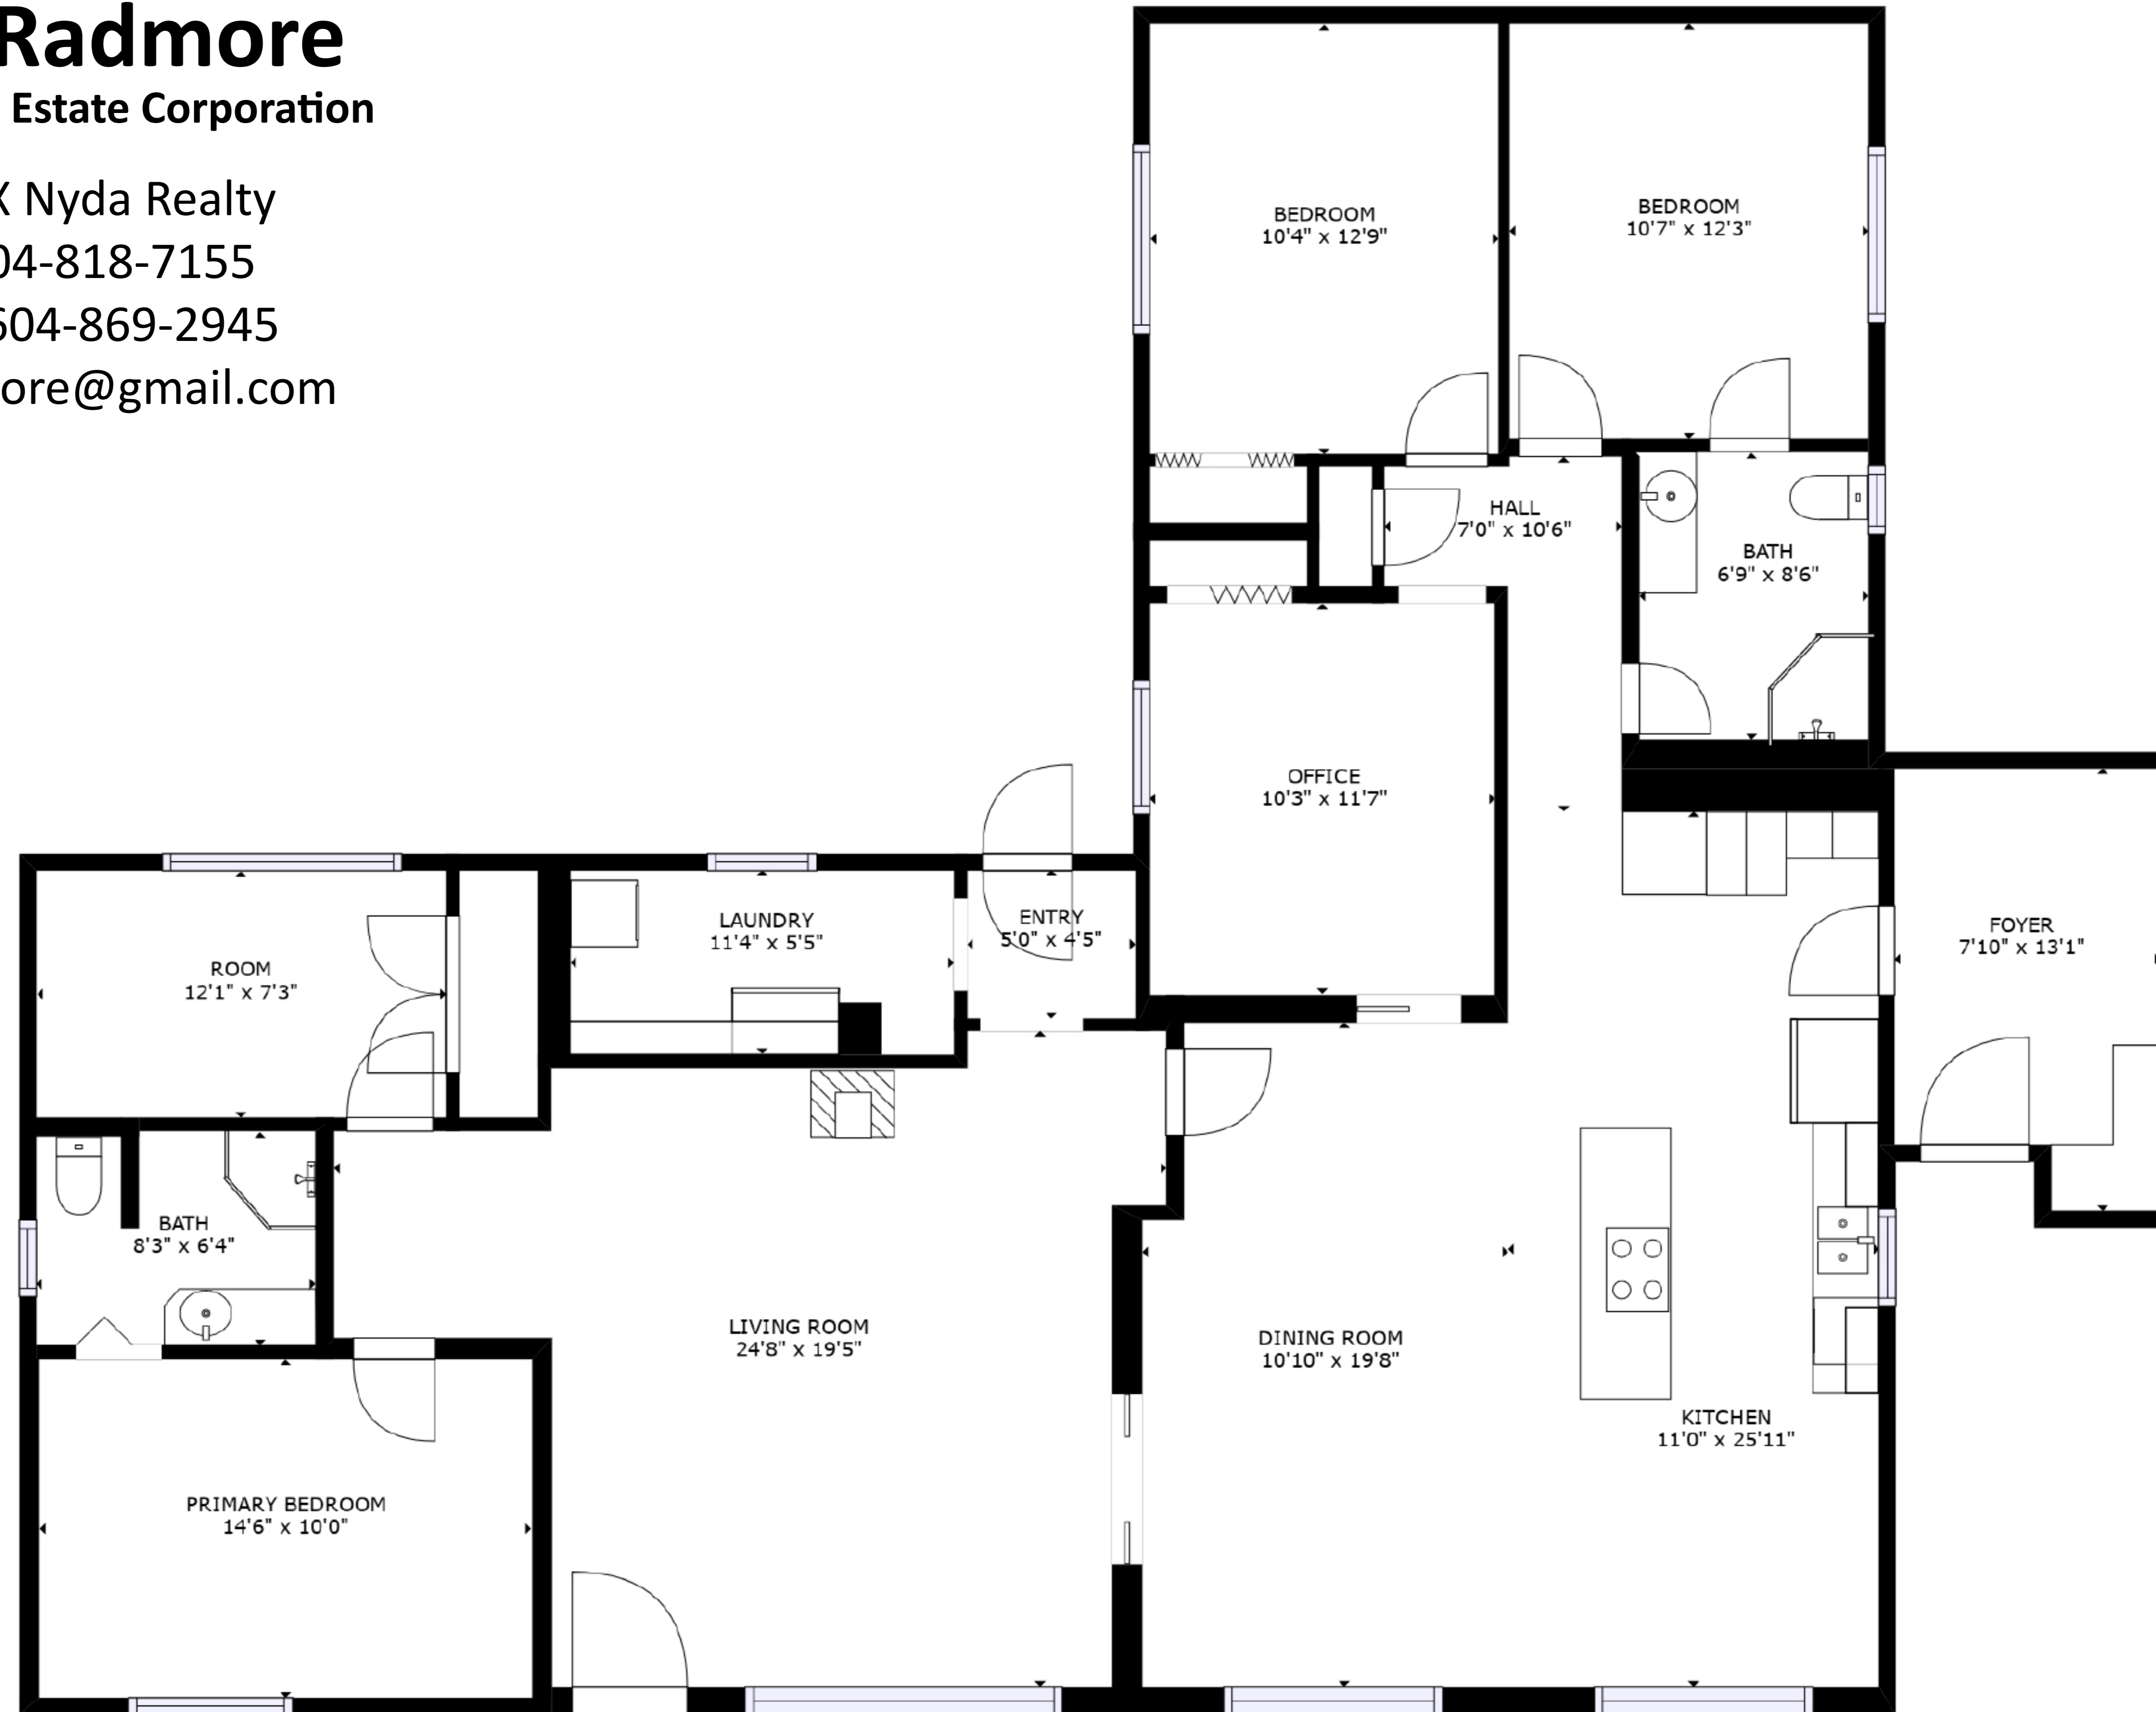 Radmore
Estate Corporation
X Nyda Realty
04-818-7155
604-869-2945
ore@gmail.com
BEDROOM
10'4" x 12'9"
BEDROOM
10'7" x 12'3"
HALL
7'0" x 10'6"
BATH
6'9" x 8'6"
OFFICE
10'3" x 11'7"
LAUNDRY
11'4" x 5'5"
ENTRY
5'0" x 4'5"
FOYER
7'10" x 13'1"
ROOM
12'1" x 7'3"
BATH
8'3" x 6'4"
LIVING ROOM
24'8" x 19'5"
DINING ROOM
10'10" x 19'8"
KITCHEN
11'0" x 25'11"
PRIMARY BEDROOM
14'6" x 10'0"